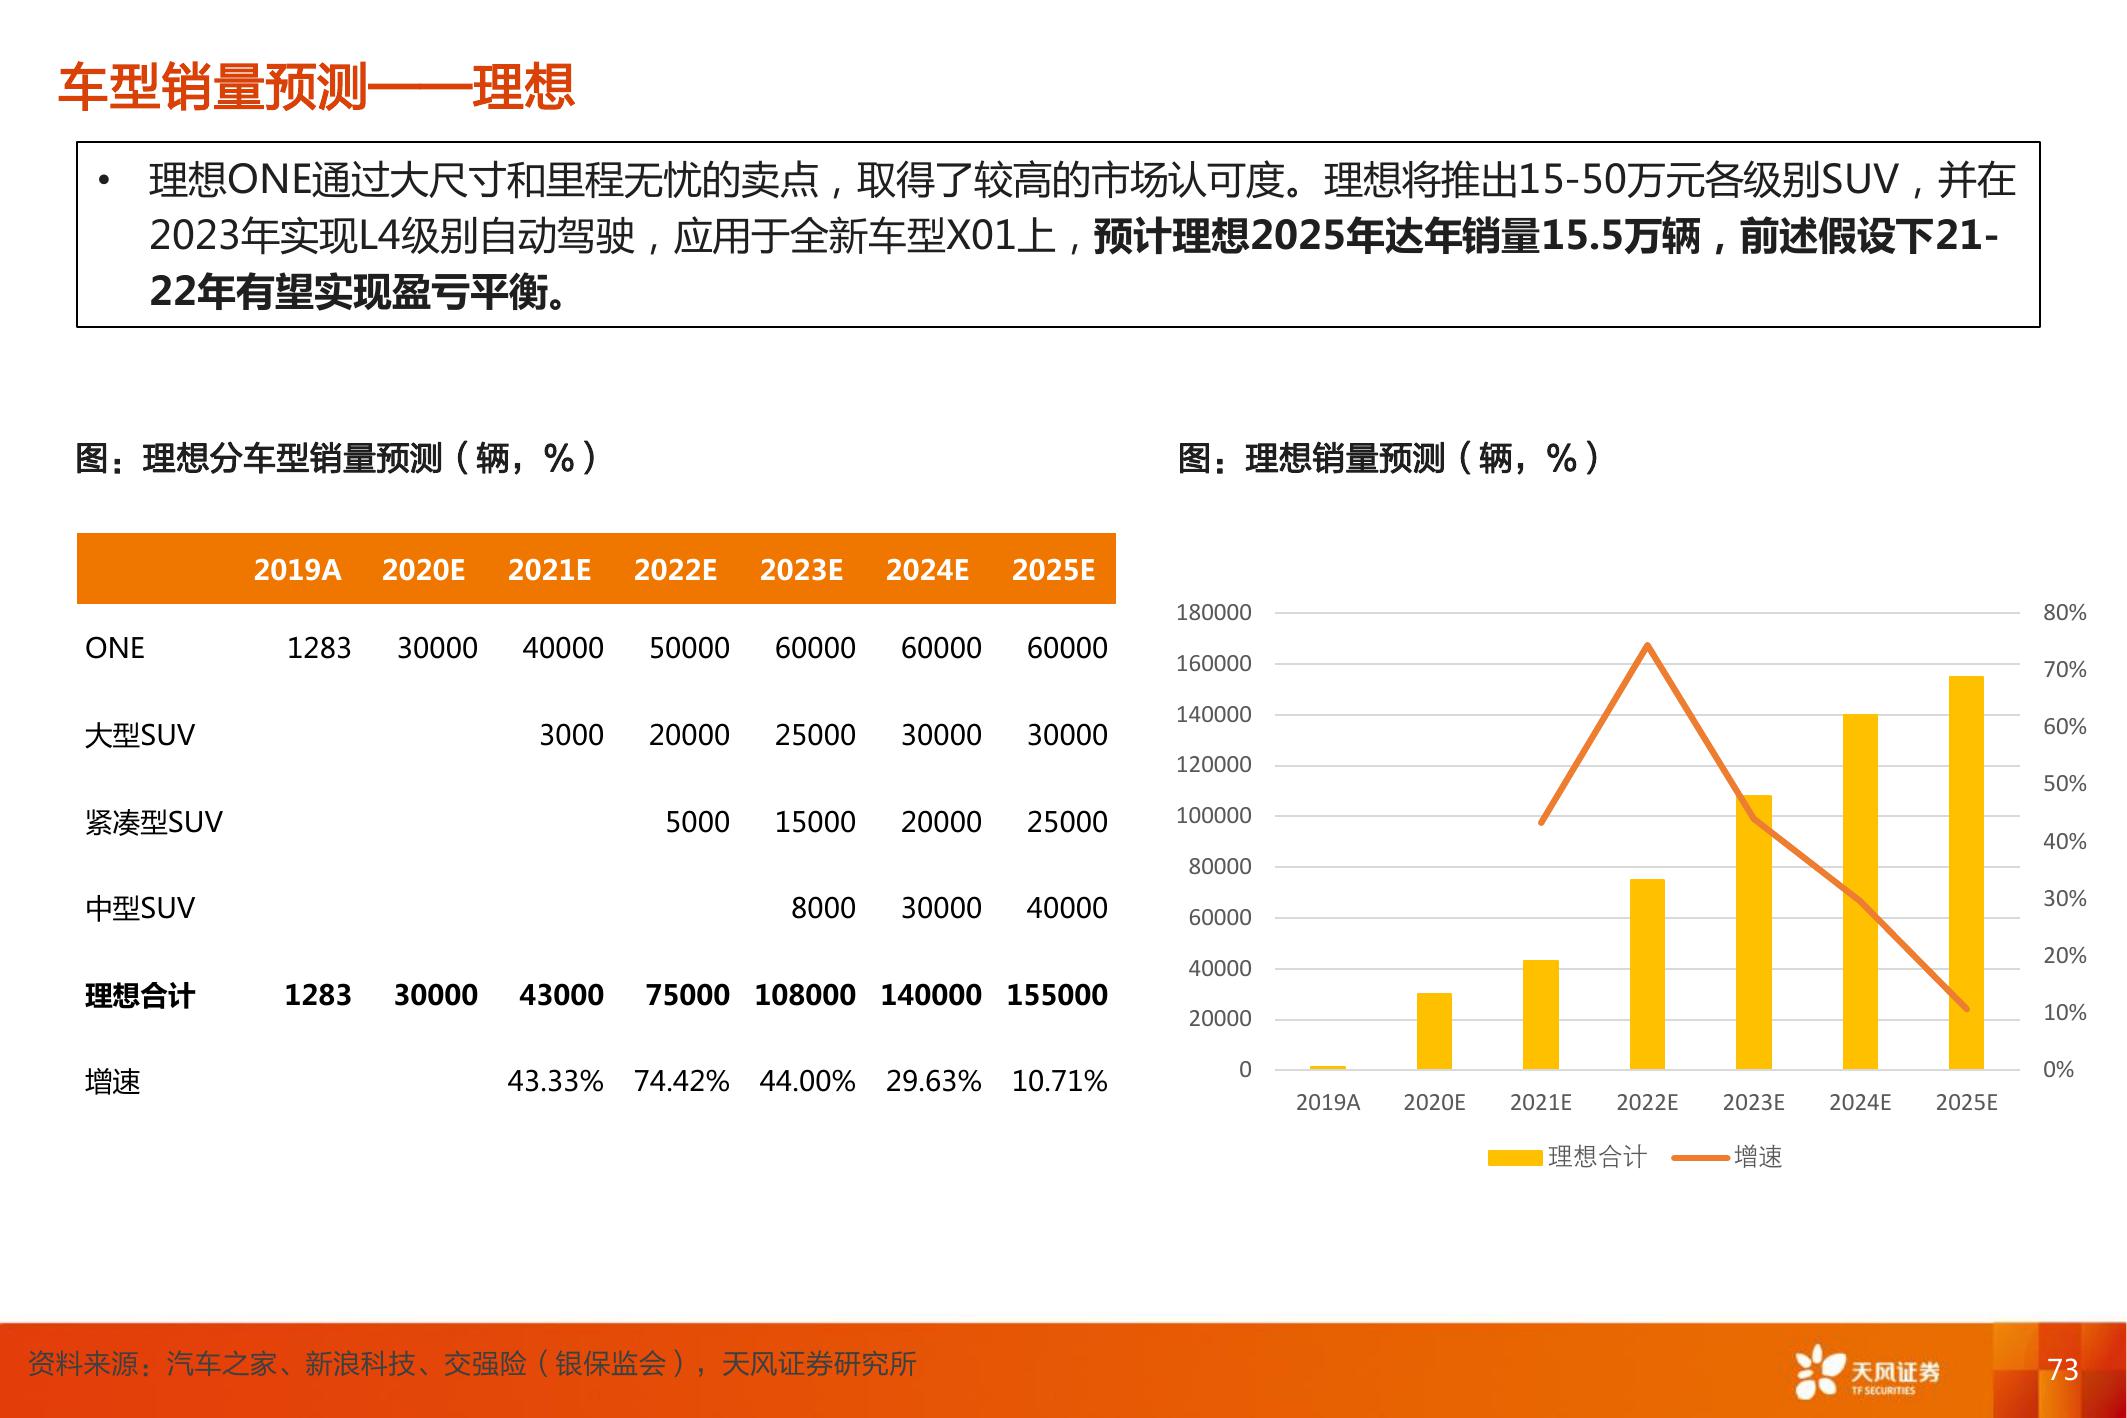 车型销量预测——理想
• 理想ONE通过大尺寸和里程无忧的卖点，取得了较高的市场认可度。理想将推出15-50万元各级别SUV，并在
2023年实现L4级别自动驾驶，应用于全新车型X01上，预计理想2025年达年销量15.5万辆，前述假设下21-
22年有望实现盈亏平衡。
图：理想分车型销量预测（辆，%）
2019A 2020E 2021E 2022E 2023E 2024E 2025E
ONE 1283 30000 40000 50000 60000 60000 60000
大型SUV 3000 20000 25000 30000 30000
紧凑型SUV 5000 15000 20000 25000
中型SUV 8000 30000 40000
理想合计 1283 30000 43000 75000 108000 140000 155000
增速 43.33% 74.42% 44.00% 29.63% 10.71%
图：理想销量预测（辆，%）
180000 80%
160000 70%
140000 60%
120000 50%
100000 40%
80000 30%
60000 20%
40000 10%
20000 0%
0
2019A 2020E 2021E 2022E 2023E 2024E 2025E
理想合计 增速
资料来源：汽车之家、新浪科技、交强险（银保监会），天风证券研究所
天风证券
TF SECURITIES
73